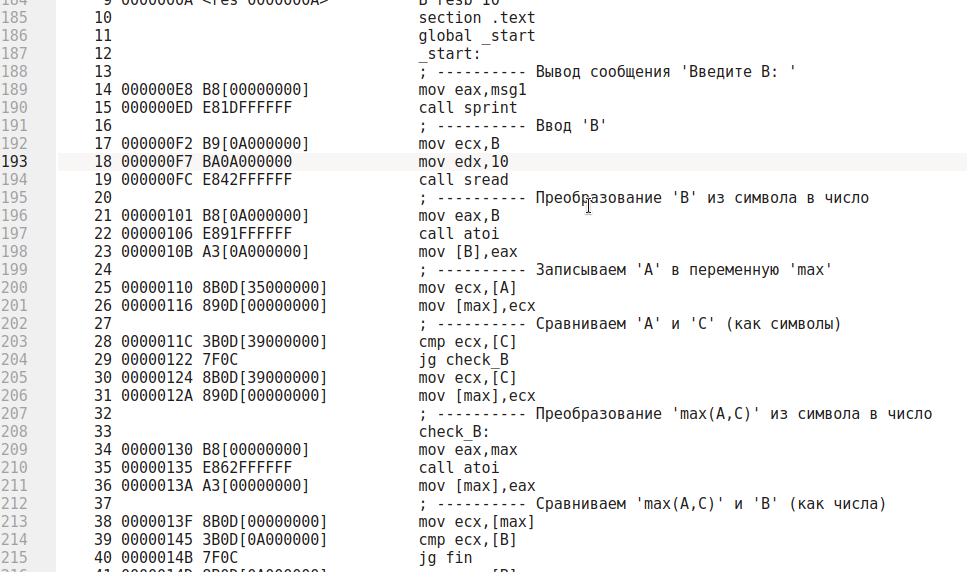 184 9 0000000A <res 0000000A> B resb 10
185 10 section .text
186 11 global _start
187 12 _start:
188 13 ; ---------- Вывод сообщения 'Введите B: '
189 14 000000E8 B8[00000000] mov eax,msg1
190 15 000000ED E81DFFFFFF call sprint
191 16 ; ---------- Ввод 'B'
192 17 000000F2 B9[0A000000] mov ecx,B
193 18 000000F7 BA0A000000 mov edx,10
194 19 000000FC E842FFFFFF call sread
195 20 ; ---------- Преобразование 'B' из символа в число
196 21 00000101 B8[0A000000] mov eax,B
197 22 00000106 E891FFFFFF call atoi
198 23 0000010B A3[0A000000] mov [B],eax
199 24 ; ---------- Записываем 'A' в переменную 'max'
200 25 00000110 8B0D[35000000] mov ecx,[A]
201 26 00000116 890D[00000000] mov [max],ecx
202 27 ; ---------- Сравниваем 'A' и 'C' (как символы)
203 28 0000011C 3B0D[39000000] cmp ecx,[C]
204 29 00000122 7F0C jg check_B
205 30 00000124 8B0D[39000000] mov ecx,[C]
206 31 0000012A 890D[00000000] mov [max],ecx
207 32 ; ---------- Преобразование 'max(A,C)' из символа в число
208 33 check_B:
209 34 00000130 B8[00000000] mov eax,max
210 35 00000135 E862FFFFFF call atoi
211 36 0000013A A3[00000000] mov [max],eax
212 37 ; ---------- Сравниваем 'max(A,C)' и 'B' (как числа)
213 38 0000013F 8B0D[00000000] mov ecx,[max]
214 39 00000145 3B0D[0A000000] cmp ecx,[B]
215 40 0000014B 7F0C jg fin